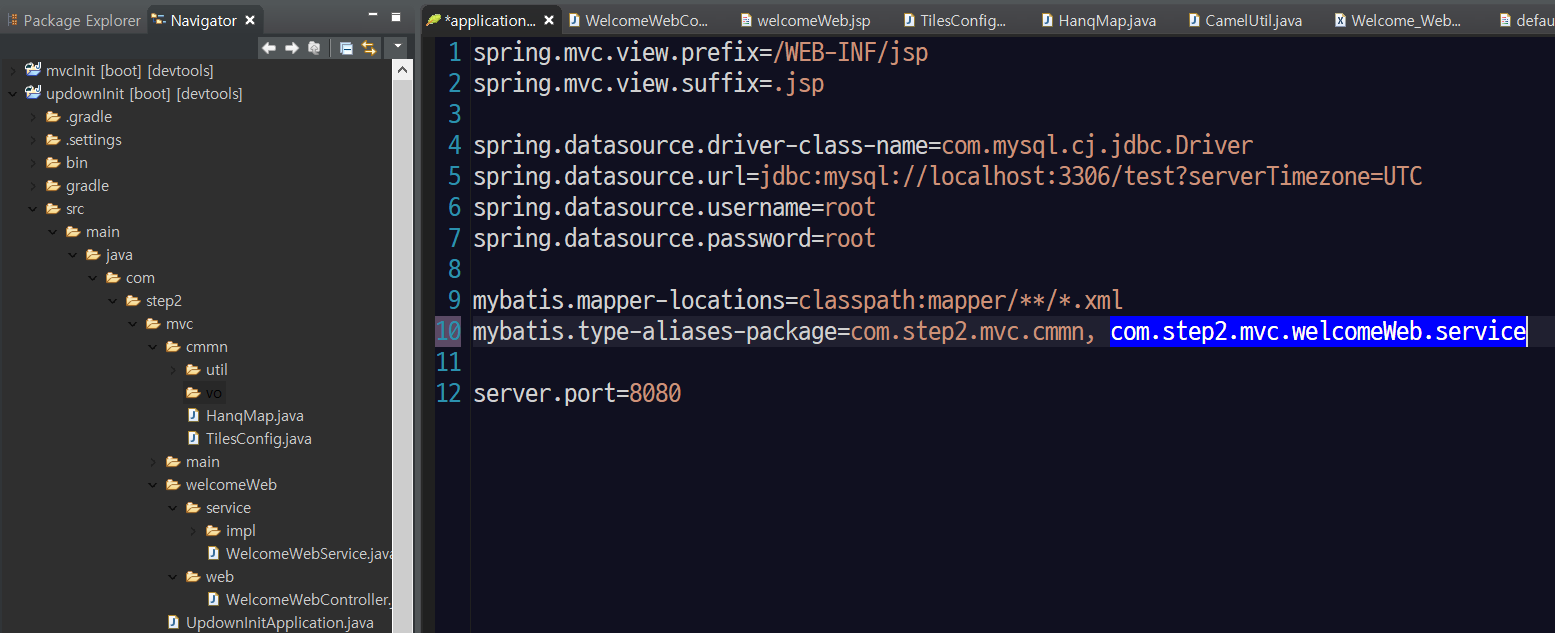 Package Explorer
Navigator
mvcInit [boot] [devtools]
updownInit [boot] [devtools]
.gradle
.settings
bin
gradle
src
main
java
com
step2
mvc
cmmn
util
vo
HanqMap.java
TilesConfig.java
main
welcomeWeb
service
impl
WelcomeWebService.java
web
WelcomeWebController.
UpdownInitApplication.java
*application...
WelcomeWebCo...
welcomeWeb.jsp
TilesConfig...
HanqMap.java
CamelUtil.java
Welcome_Web...
defau
1 spring.mvc.view.prefix=/WEB-INF/jsp
2 spring.mvc.view.suffix=.jsp
3
4 spring.datasource.driver-class-name=com.mysql.cj.jdbc.Driver
5 spring.datasource.url=jdbc:mysql://localhost:3306/test?serverTimezone=UTC
6 spring.datasource.username=root
7 spring.datasource.password=root
8
9 mybatis.mapper-locations=classpath:mapper/**/*.xml
10 mybatis.type-aliases-package=com.step2.mvc.cmmn, com.step2.mvc.welcomeWeb.service
11
12 server.port=8080